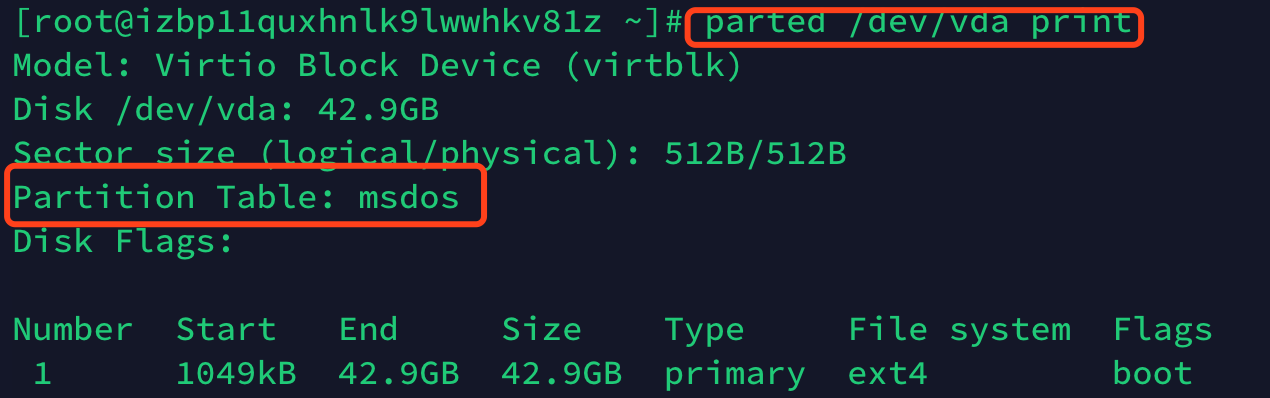 [root@izbp11quxhnlk9lwwhkv81z ~]# parted /dev/vda print
Model: Virtio Block Device (virtblk)
Disk /dev/vda: 42.9GB
Sector size (logical/physical): 512B/512B
Partition Table: msdos
Disk Flags:
Number  Start   End     Size    Type     File system  Flags
 1      1049kB  42.9GB  42.9GB  primary  ext4         boot